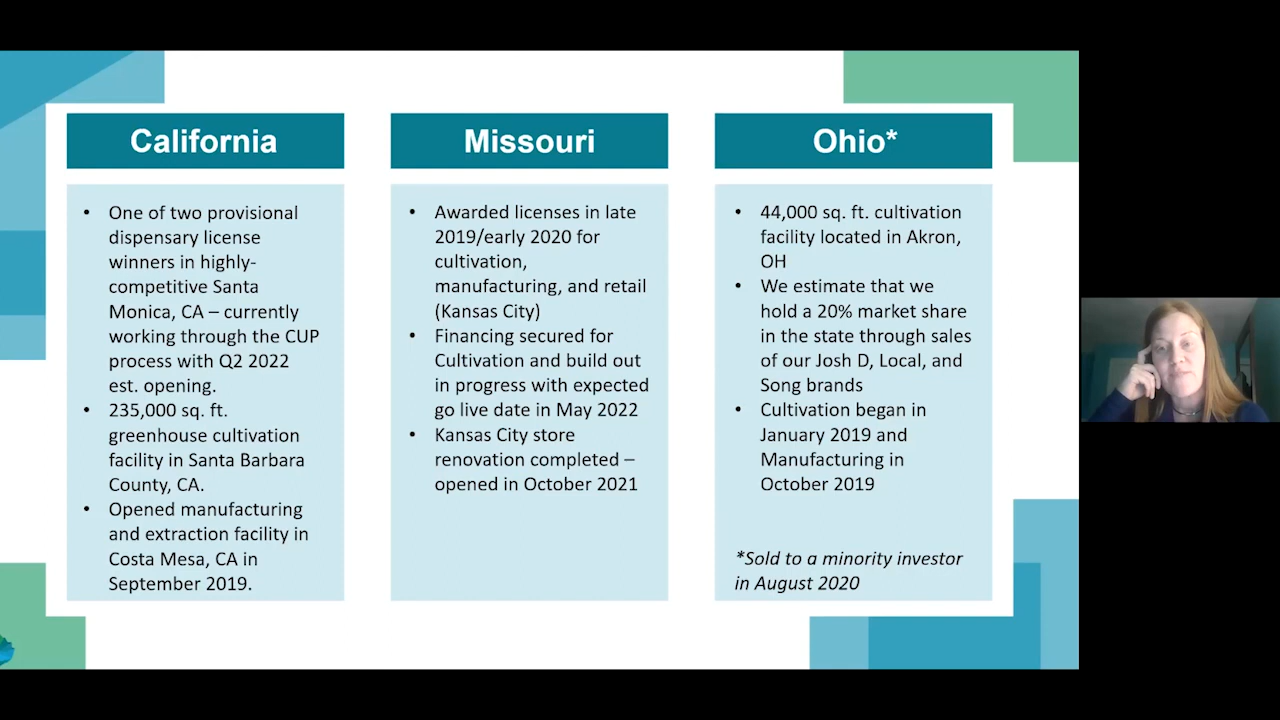 California
• One of two provisional
dispensary license
winners in highly-
competitive Santa
Monica, CA – currently
working through the CUP
process with Q2 2022
est. opening.
• 235,000 sq. ft.
greenhouse cultivation
facility in Santa Barbara
County, CA.
• Opened manufacturing
and extraction facility in
Costa Mesa, CA in
September 2019.
Missouri
• Awarded licenses in late
2019/early 2020 for
cultivation,
manufacturing, and retail
(Kansas City)
• Financing secured for
Cultivation and build out
in progress with expected
go live date in May 2022
• Kansas City store
renovation completed –
opened in October 2021
Ohio*
• 44,000 sq. ft. cultivation
facility located in Akron,
OH
• We estimate that we
hold a 20% market share
in the state through sales
of our Josh D, Local, and
Song brands
• Cultivation began in
January 2019 and
Manufacturing in
October 2019
*Sold to a minority investor
in August 2020